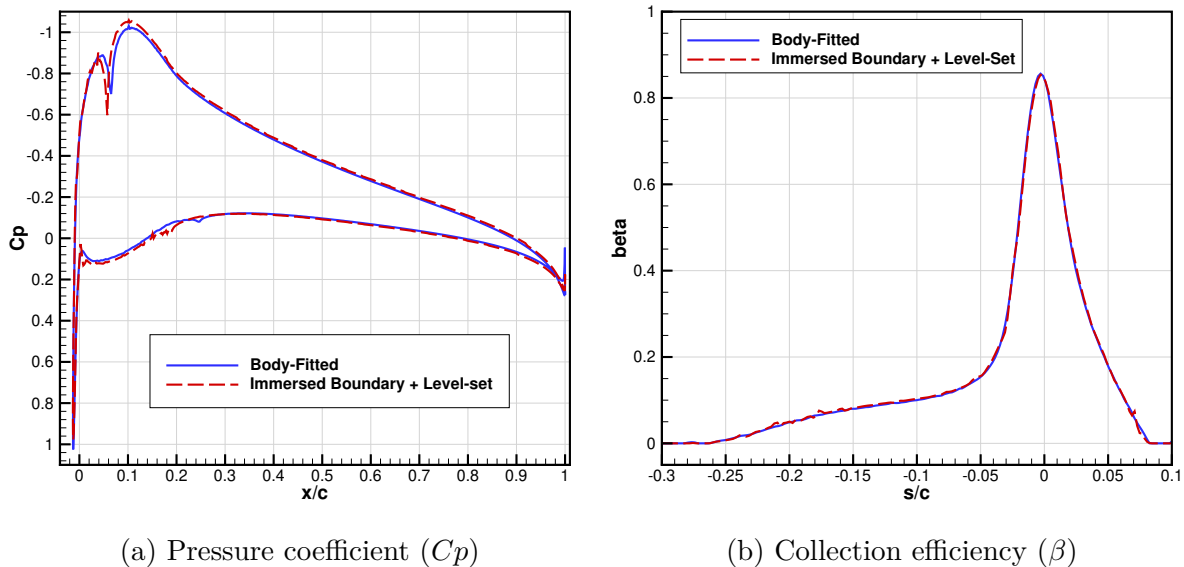 -1
-0.8
-0.6
-0.4
-0.2
0
0.2
0.4
0.6
0.8
1
Cp
0 0.1 0.2 0.3 0.4 0.5 0.6 0.7 0.8 0.9 1
x/c
Body-Fitted
Immersed Boundary + Level-set
(a) Pressure coefficient (Cp)
1
0.8
0.6
0.4
0.2
0
beta
-0.3 -0.25 -0.2 -0.15 -0.1 -0.05 0 0.05 0.1
s/c
Body-Fitted
Immersed Boundary + Level-Set
(b) Collection efficiency (β)